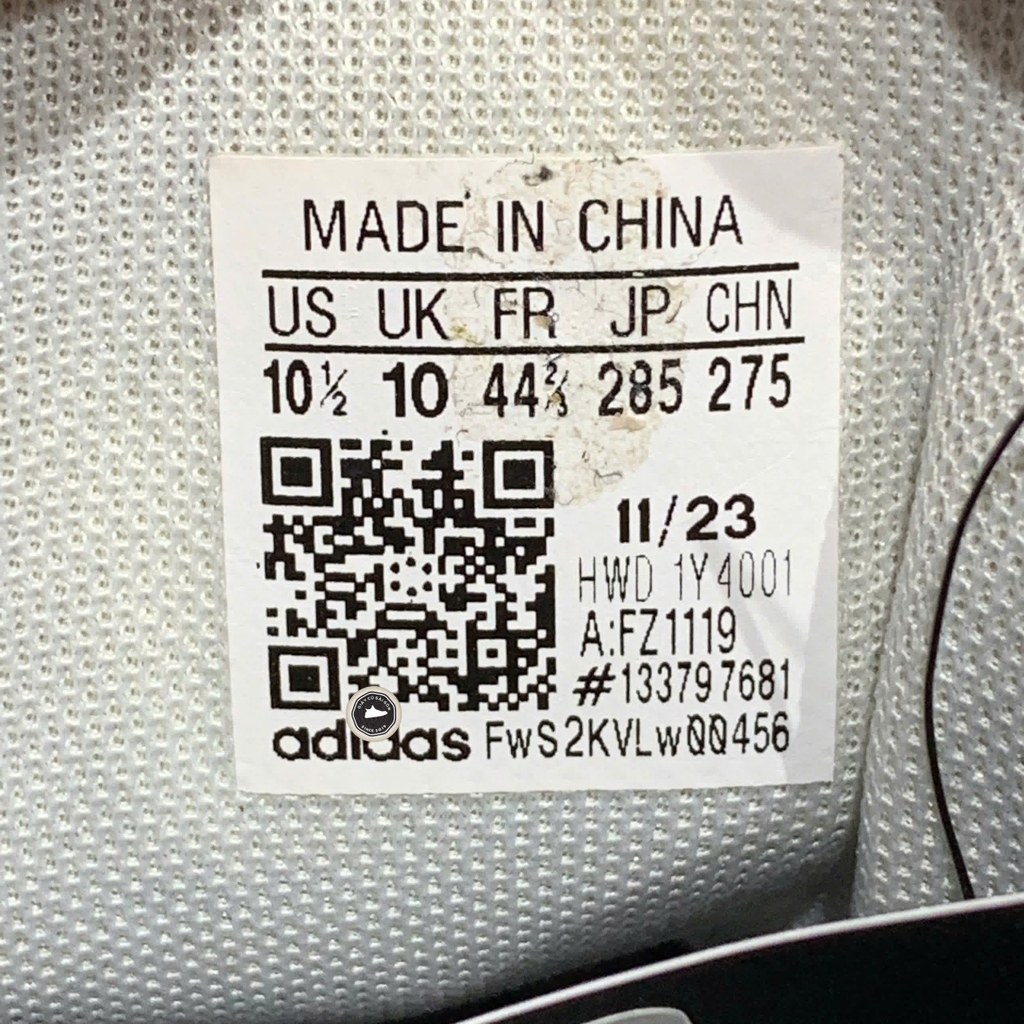 MADE IN CHINA
US UK FR JP CHN
10½ 10 44⅔ 285 275
11/23
HWD 1Y4001
A:FZ1119
#133797681
adidas FwS2KVLw00456